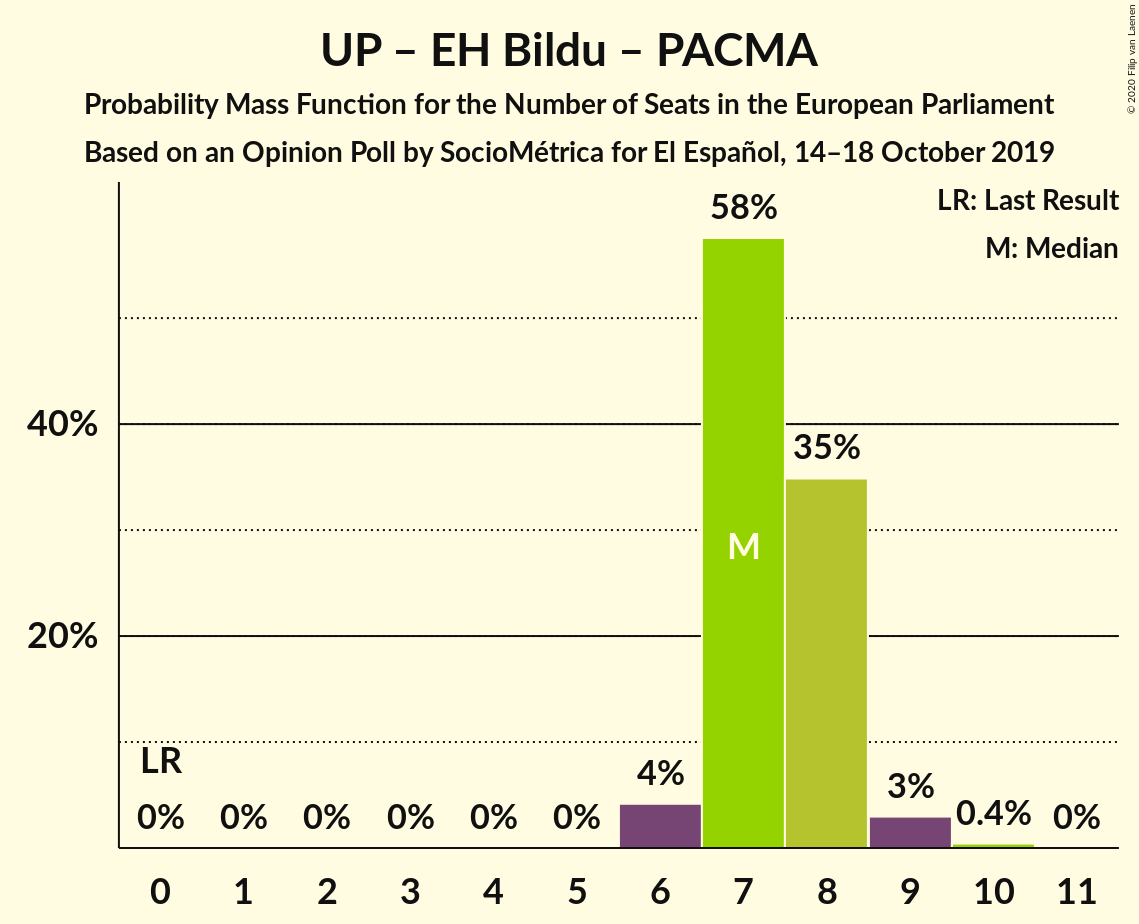 UP – EH Bildu – PACMA
Probability Mass Function for the Number of Seats in the European Parliament
Based on an Opinion Poll by SocioMétrica for El Español, 14–18 October 2019
© 2020 Filip van Laenen
LR: Last Result
M: Median
58%
40%
35%
M
20%
LR
4%
3%
0% 0% 0% 0% 0% 0% 0.4% 0%
0 1 2 3 4 5 6 7 8 9 10 11